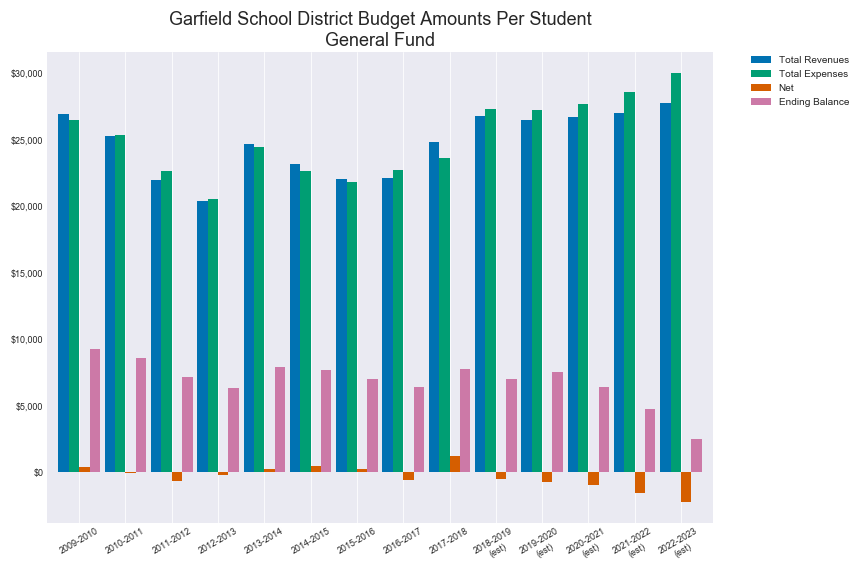 Garfield School District Budget Amounts Per Student
General Fund
Total Revenues
Total Expenses
Net
Ending Balance
$30,000
$25,000
$20,000
$15,000
$10,000
$5,000
$0
2009-2010
2010-2011
2011-2012
2012-2013
2013-2014
2014-2015
2015-2016
2016-2017
2017-2018
2018-2019
(est)
2019-2020
(est)
2020-2021
(est)
2021-2022
(est)
2022-2023
(est)